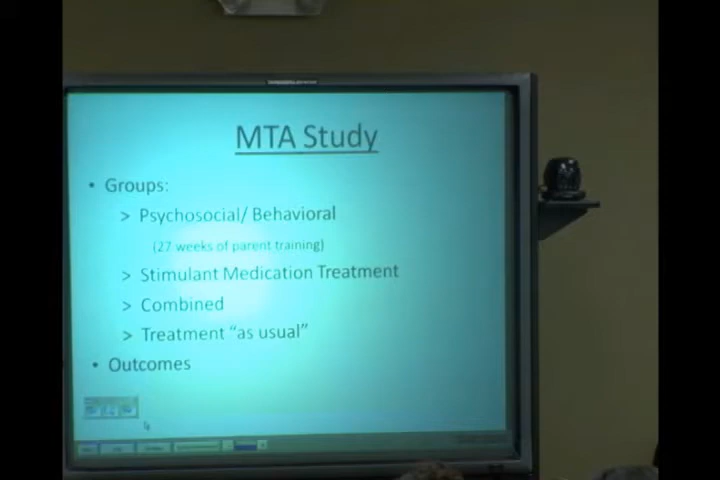 MTA Study
• Groups:
> Psychosocial/ Behavioral
(27 weeks of parent training)
> Stimulant Medication Treatment
> Combined
> Treatment “as usual”
• Outcomes